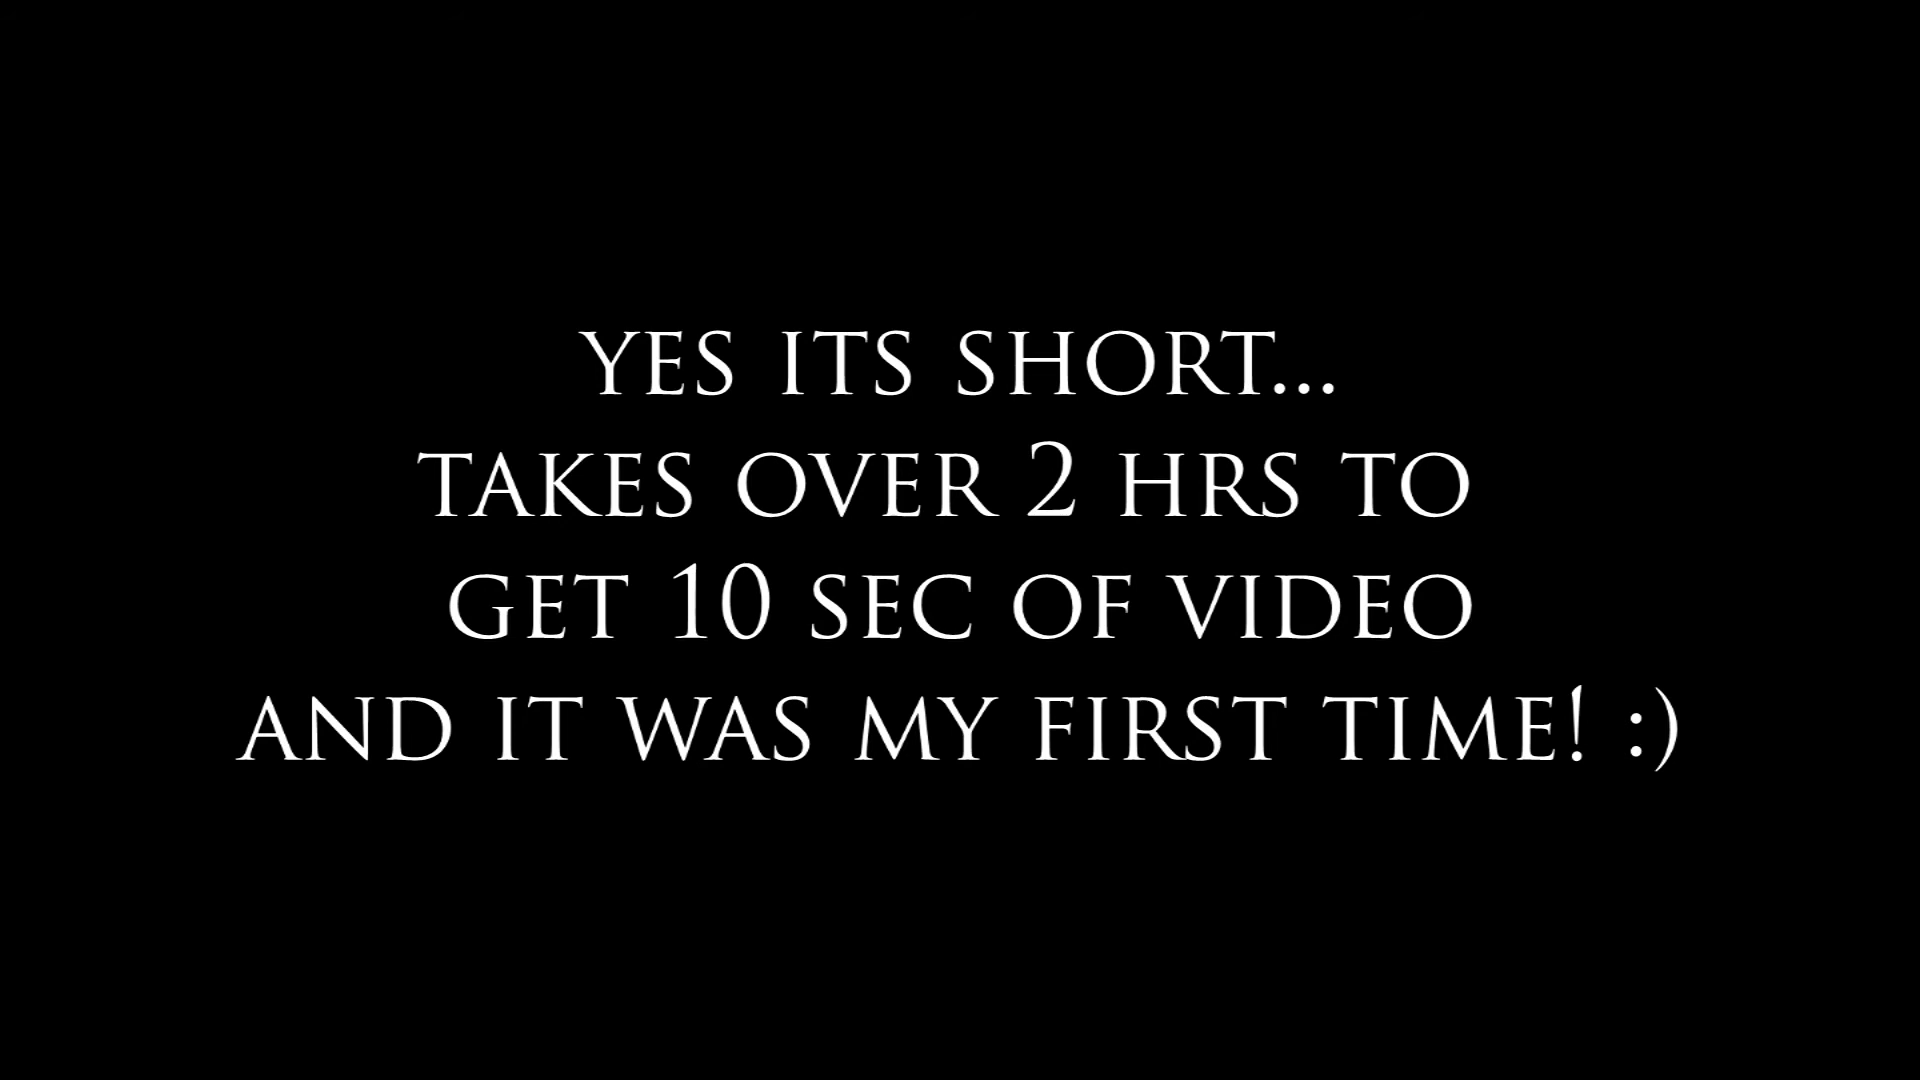 YES ITS SHORT...
TAKES OVER 2 HRS TO
GET 10 SEC OF VIDEO
AND IT WAS MY FIRST TIME! :)